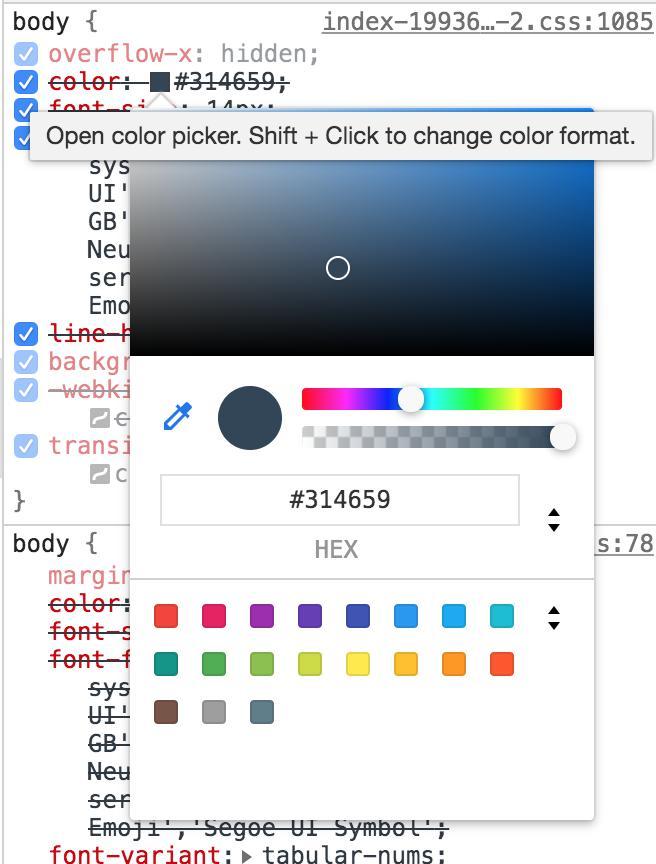 body {
index-19936…-2.css:1085
overflow-x: hidden;
color: #314659;
font-si : 14px;
Open color picker. Shift + Click to change color format.
sys
UI'
GB'
Neu
ser
Emo
line-h
backgr
-webki
c
transi
c
}
#314659
HEX
body {
s:78
margin
color:
font-s
font-f
sys
UI'
GB'
Neu
ser
Emoji','Segoe UI Symbol';
font-variant: tabular-nums;